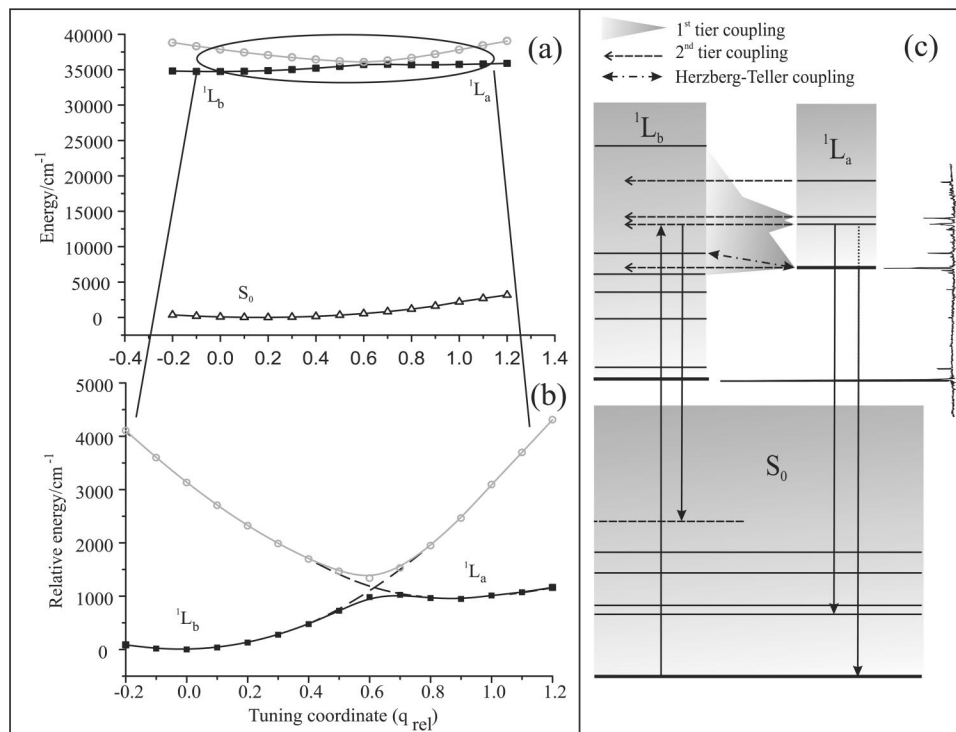 (a)
40000
35000
30000
25000
20000
15000
10000
5000
0
Energy/cm⁻¹
¹L_b
¹L_a
S₀
-0.4 -0.2 0.0 0.2 0.4 0.6 0.8 1.0 1.2 1.4
(b)
5000
4000
3000
2000
1000
0
Relative energy/cm⁻¹
¹L_b
¹L_a
-0.2 0.0 0.2 0.4 0.6 0.8 1.0 1.2
Tuning coordinate (q_rel)
(c)
1ˢᵗ tier coupling
2ⁿᵈ tier coupling
Herzberg-Teller coupling
¹L_b
¹L_a
S₀